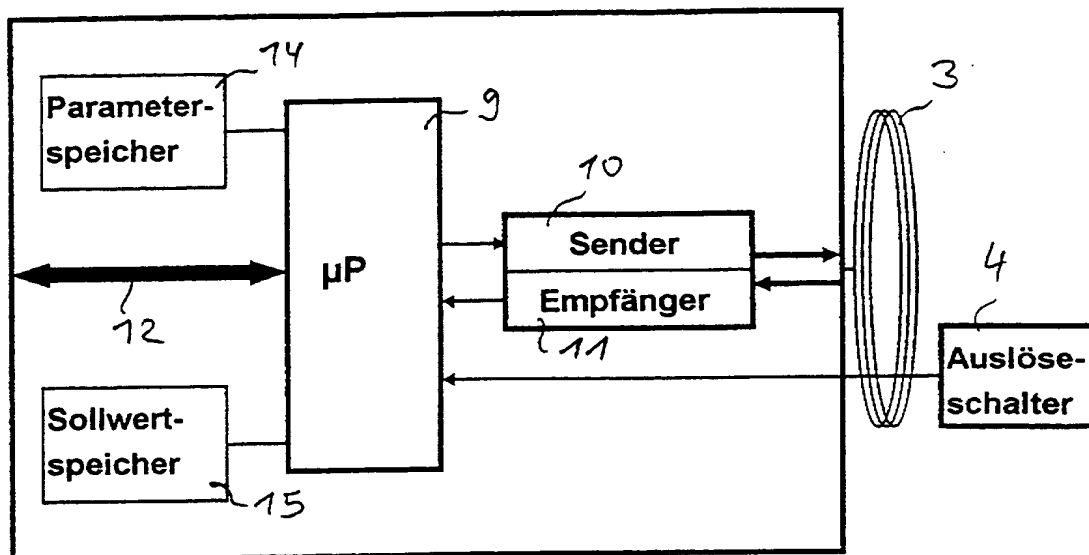 14
Parameter-
speicher
9
3
10
Sender
4
µP
Empfänger
12
11
Auslöse-
schalter
Sollwert-
speicher
15